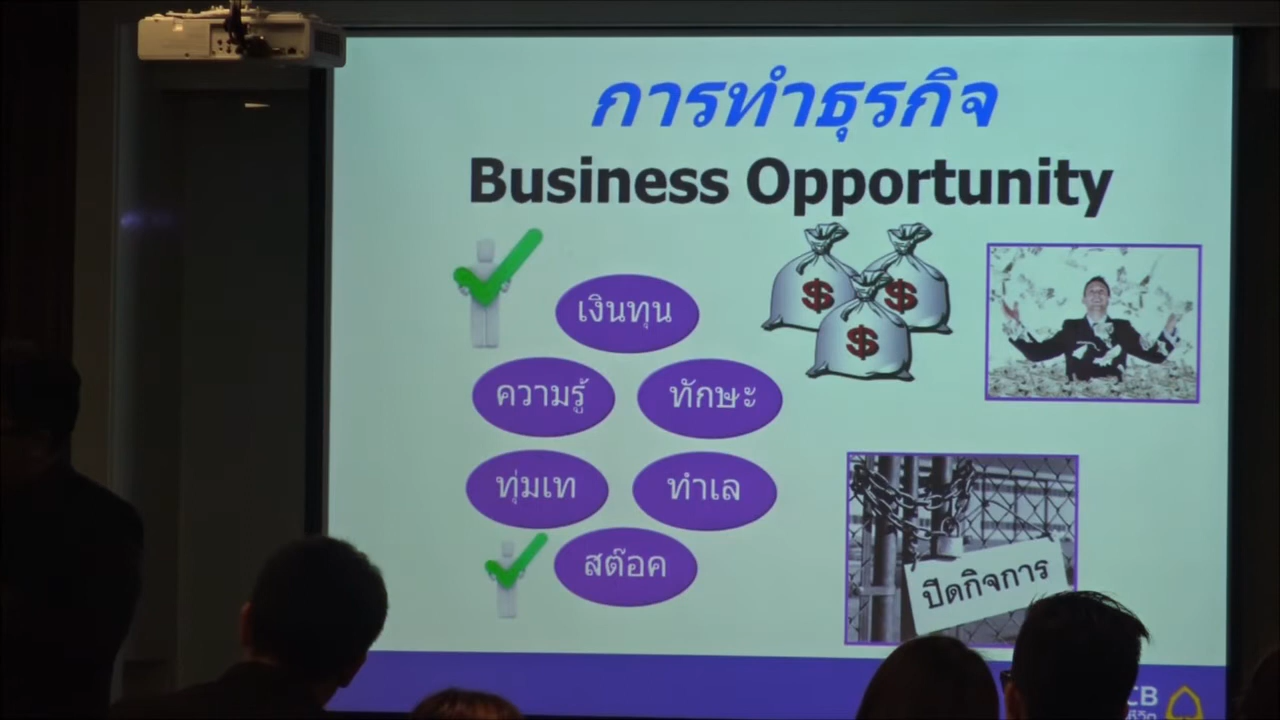 การทำธุรกิจ
Business Opportunity
เงินทุน
ความรู้ ทักษะ
ทุ่มเท ทำเล
สต๊อค
$ $
$
ปิดกิจการ
CB